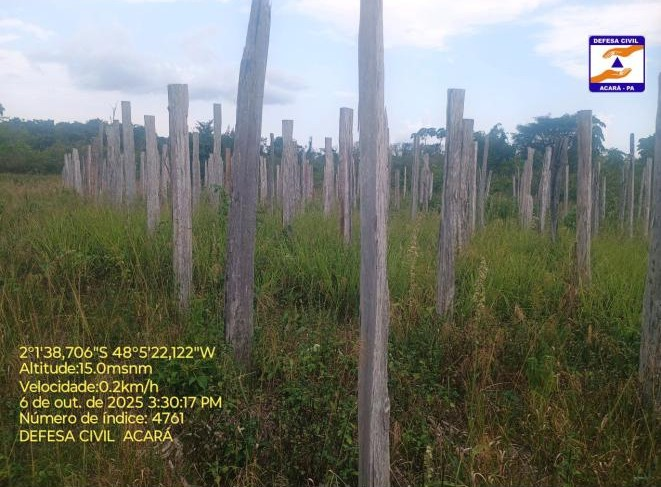 DEFESA CIVIL
ACARÁ - PA
2°1'38,706"S 48°5'22,122"W
Altitude:15.0msnm
Velocidade:0.2km/h
6 de out. de 2025 3:30:17 PM
Número de índice: 4761
DEFESA CIVIL ACARÁ